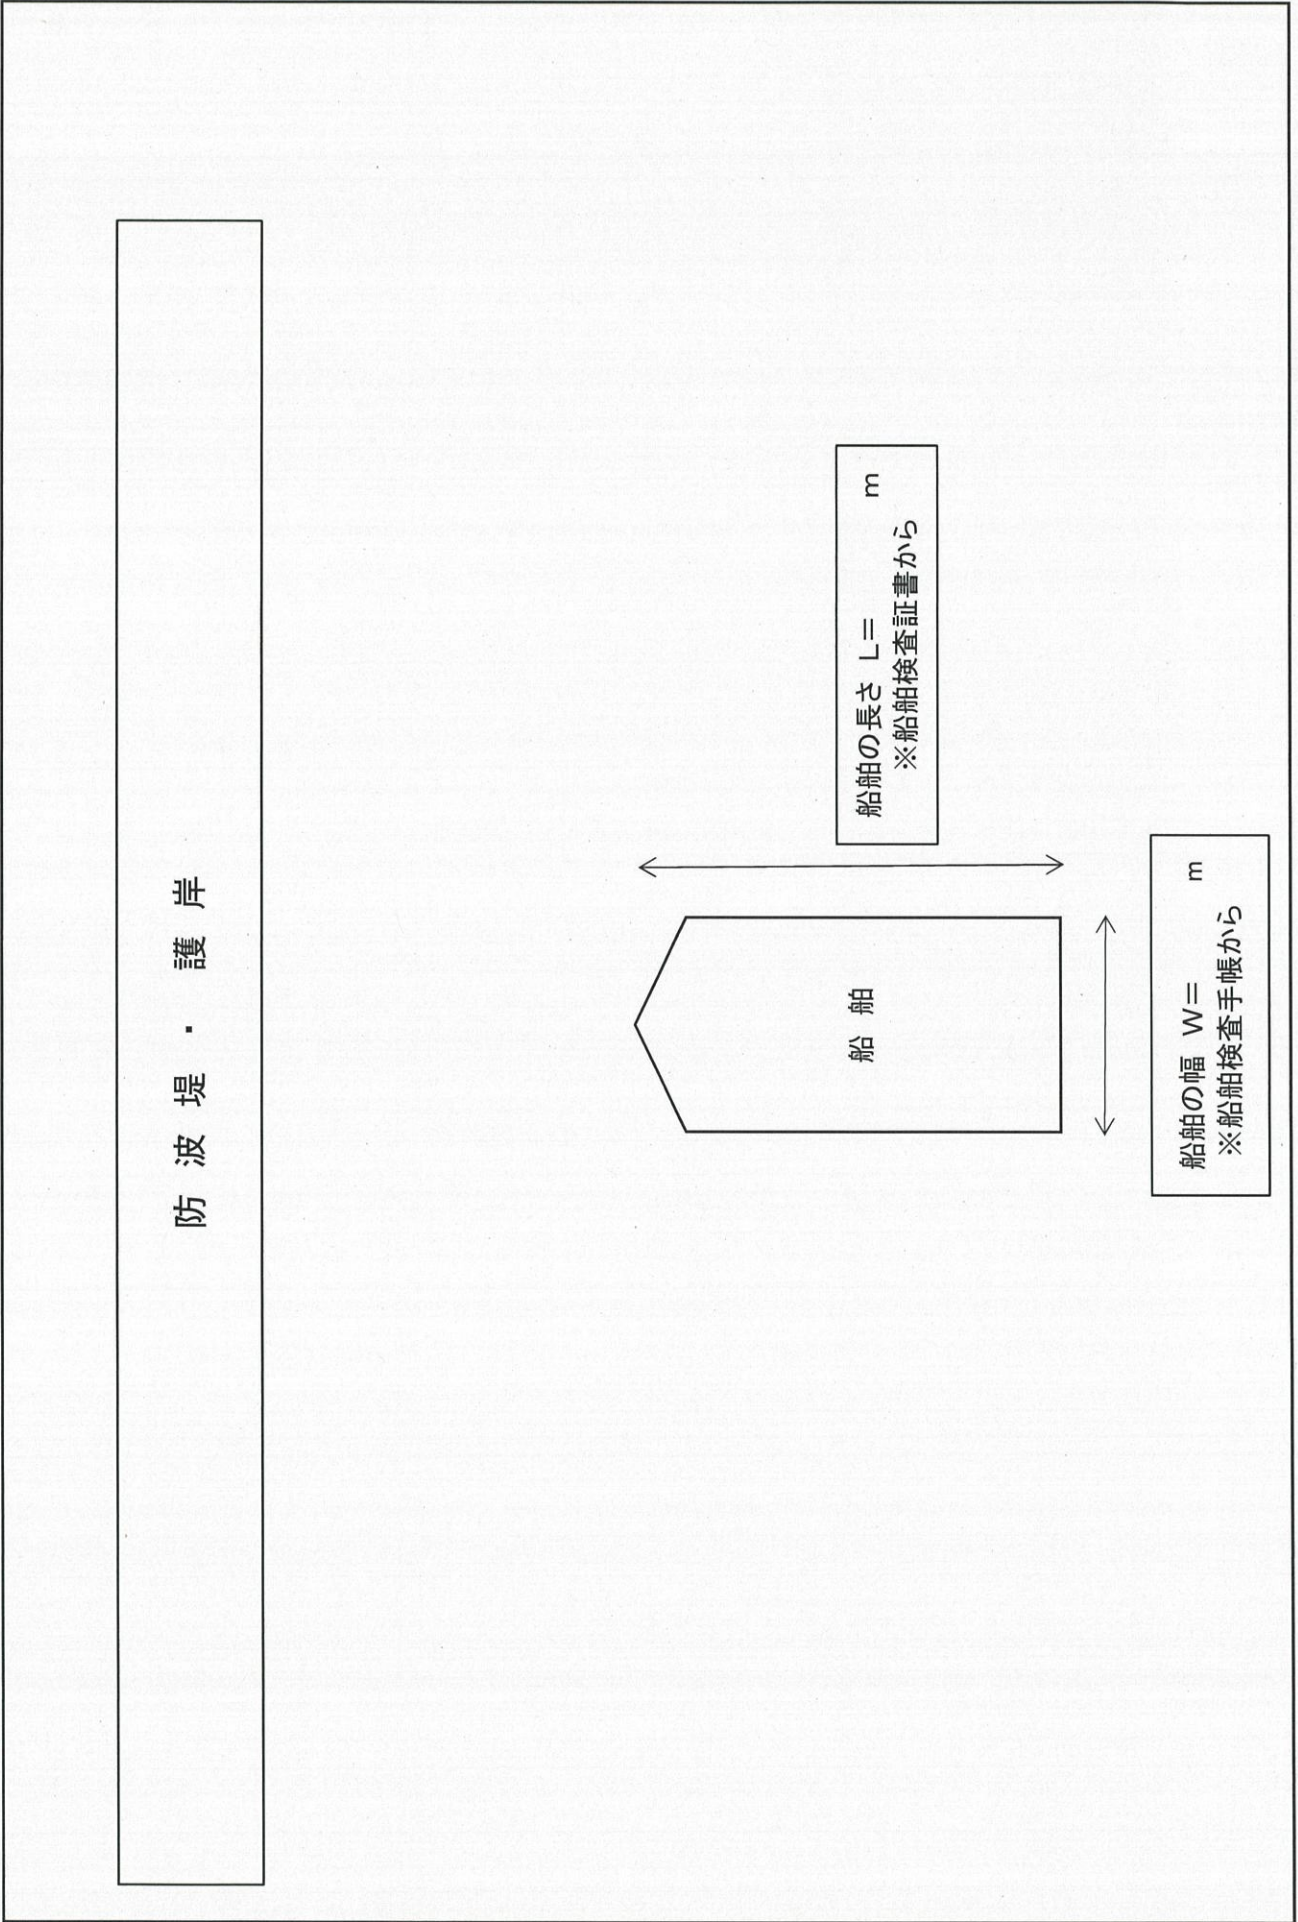 防波堤・護岸
船舶の長さ L= m
※船舶検査証書から
船舶
船舶の幅 W= m
※船舶検査手帳から